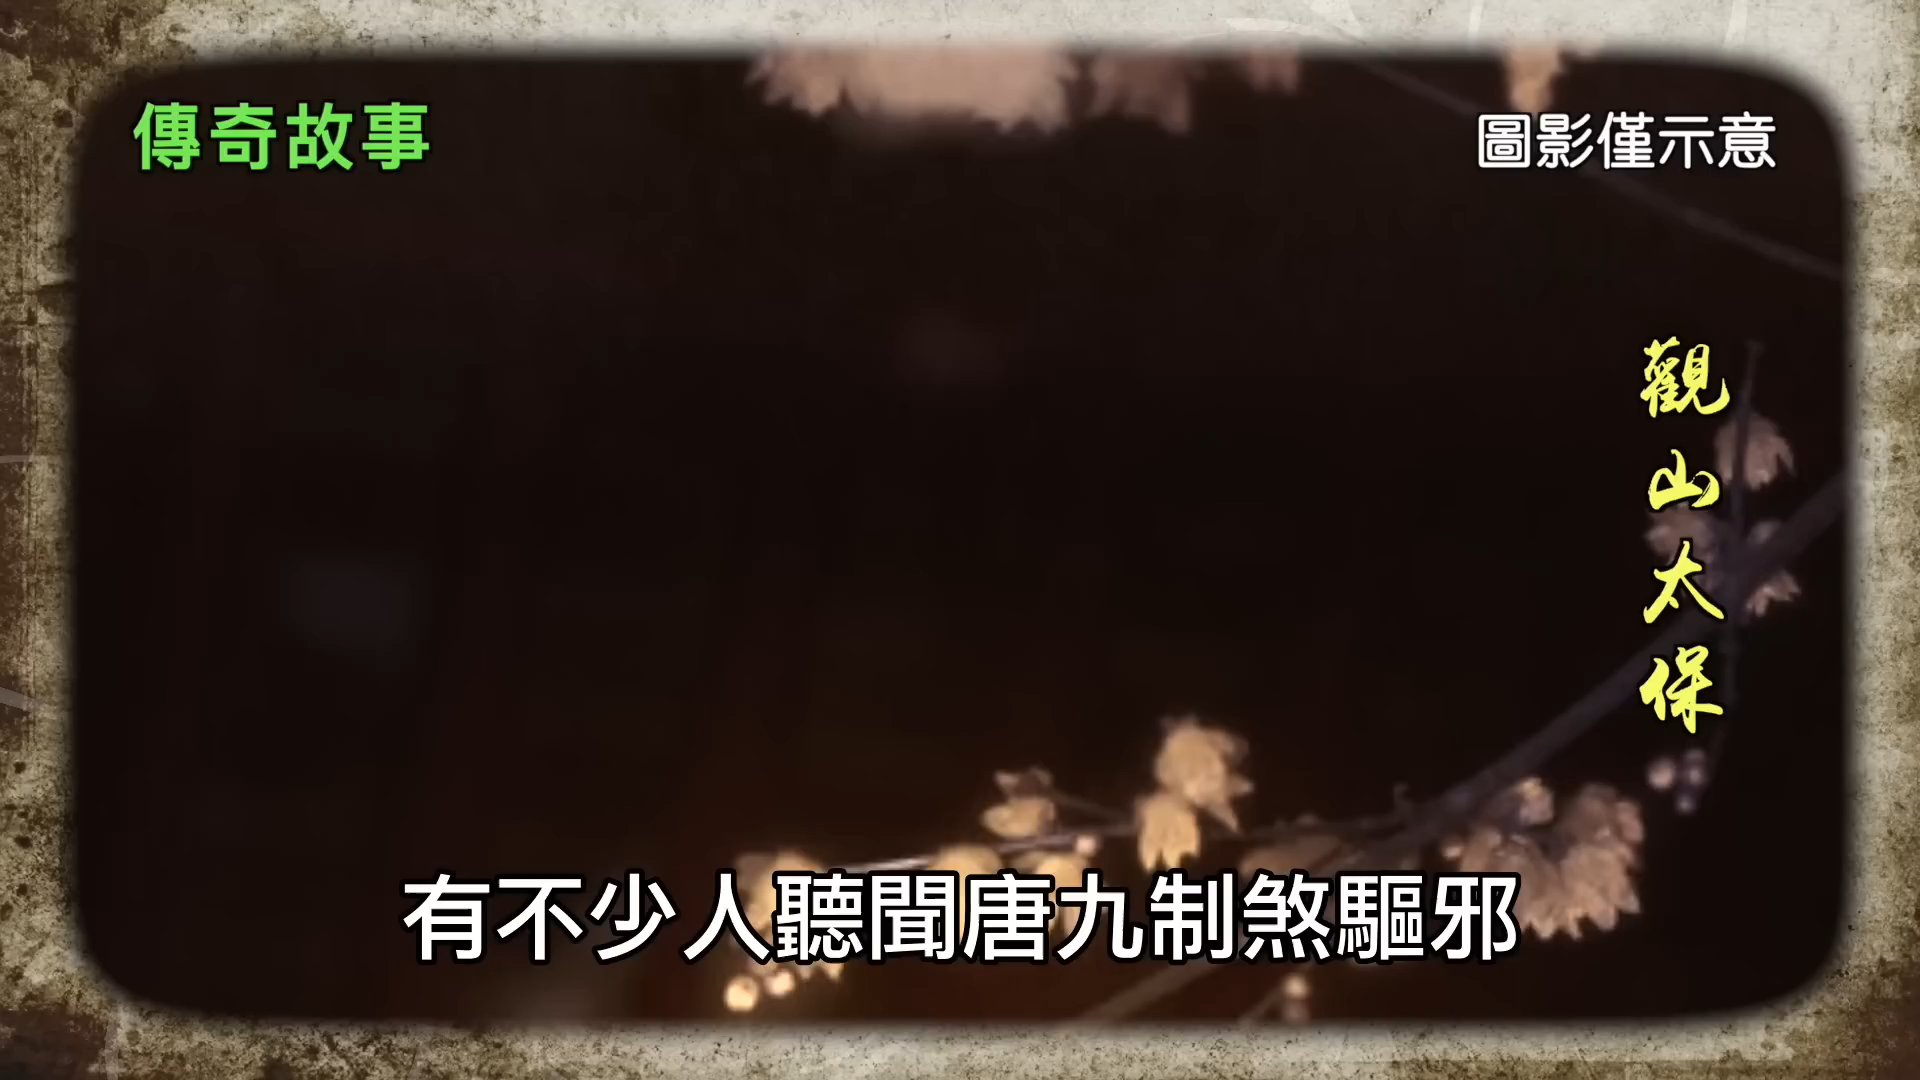 傳奇故事
圖影僅示意
觀山太保
有不少人聽聞唐九制煞驅邪